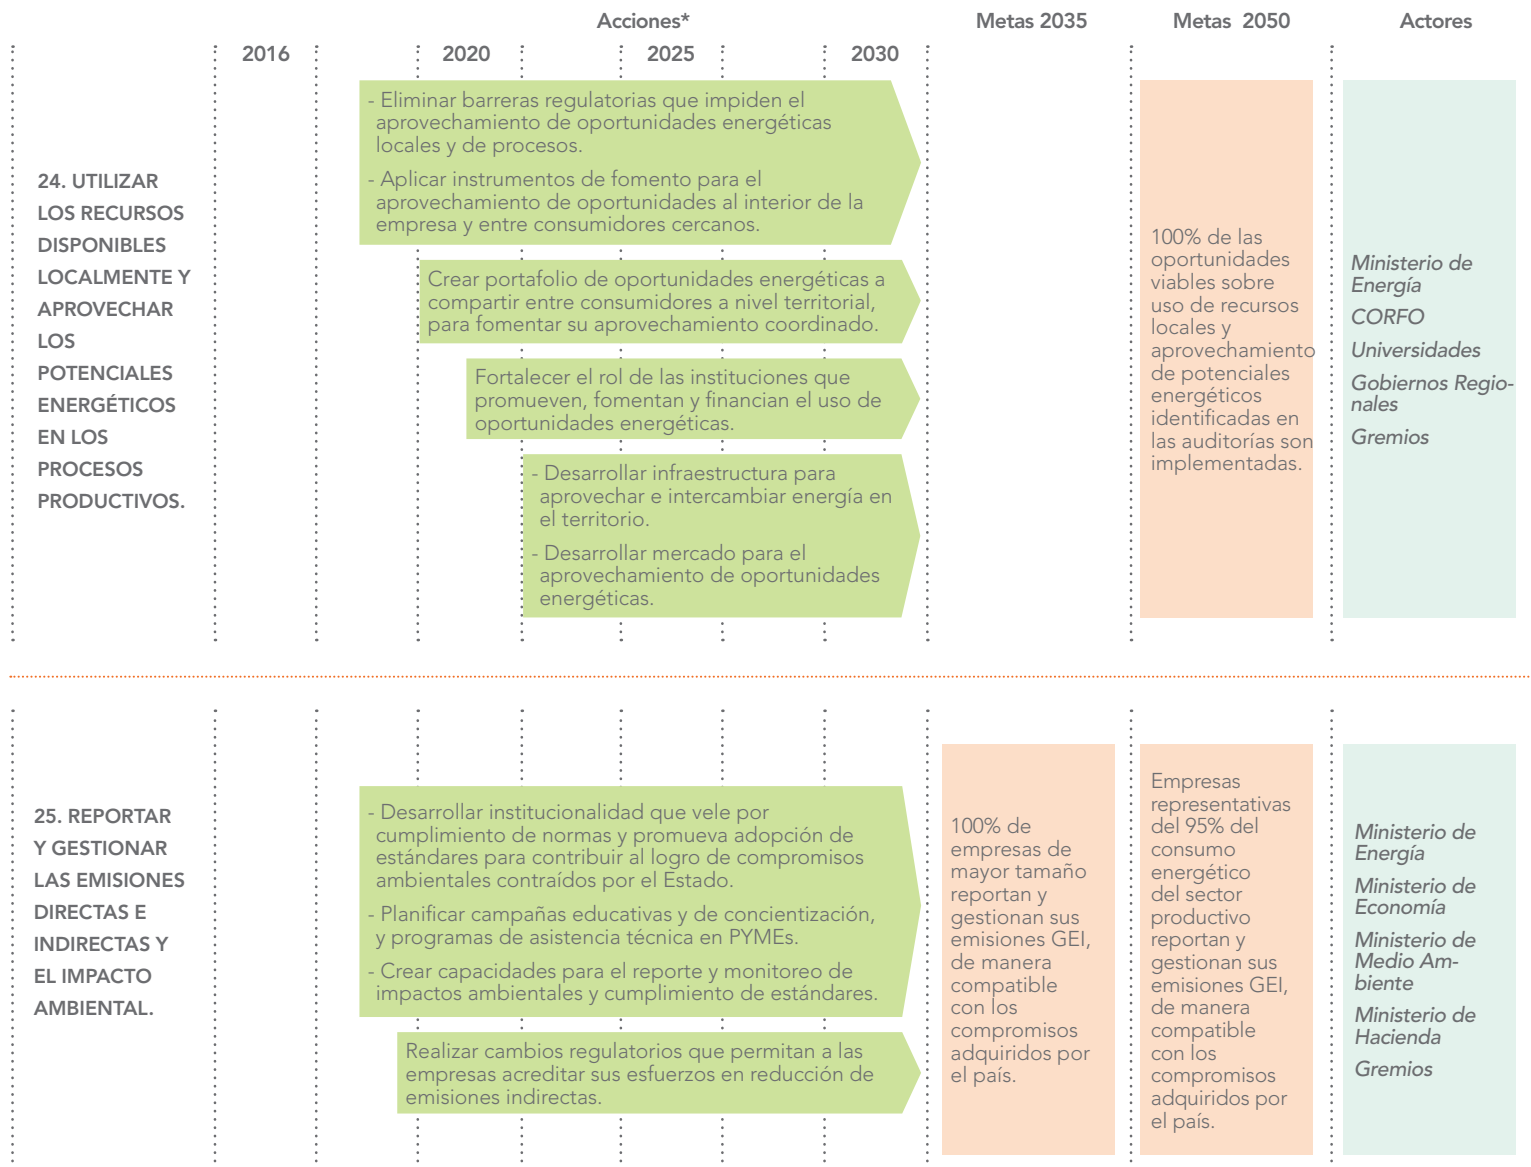 Acciones*
Metas 2035
Metas 2050
Actores
2016
2020
2025
2030
24. UTILIZAR
LOS RECURSOS
DISPONIBLES
LOCALMENTE Y
APROVECHAR
LOS
POTENCIALES
ENERGÉTICOS
EN LOS
PROCESOS
PRODUCTIVOS.
- Eliminar barreras regulatorias que impiden el
aprovechamiento de oportunidades energéticas
locales y de procesos.
- Aplicar instrumentos de fomento para el
aprovechamiento de oportunidades al interior de la
empresa y entre consumidores cercanos.
Crear portafolio de oportunidades energéticas a
compartir entre consumidores a nivel territorial,
para fomentar su aprovechamiento coordinado.
Fortalecer el rol de las instituciones que
promueven, fomentan y financian el uso de
oportunidades energéticas.
- Desarrollar infraestructura para
aprovechar e intercambiar energía en
el territorio.
- Desarrollar mercado para el
aprovechamiento de oportunidades
energéticas.
100% de las
oportunidades
viables sobre
uso de recursos
locales y
aprovechamiento
de potenciales
energéticos
identificadas en
las auditorías son
implementadas.
Ministerio de
Energía
CORFO
Universidades
Gobiernos Regio-
nales
Gremios
25. REPORTAR
Y GESTIONAR
LAS EMISIONES
DIRECTAS E
INDIRECTAS Y
EL IMPACTO
AMBIENTAL.
- Desarrollar institucionalidad que vele por
cumplimiento de normas y promueva adopción de
estándares para contribuir al logro de compromisos
ambientales contraídos por el Estado.
- Planificar campañas educativas y de concientización,
y programas de asistencia técnica en PYMEs.
- Crear capacidades para el reporte y monitoreo de
impactos ambientales y cumplimiento de estándares.
Realizar cambios regulatorios que permitan a las
empresas acreditar sus esfuerzos en reducción de
emisiones indirectas.
100% de
empresas de
mayor tamaño
reportan y
gestionan sus
emisiones GEI,
de manera
compatible
con los
compromisos
adquiridos por
el país.
Empresas
representativas
del 95% del
consumo
energético
del sector
productivo
reportan y
gestionan sus
emisiones GEI,
de manera
compatible
con los
compromisos
adquiridos por
el país.
Ministerio de
Energía
Ministerio de
Economía
Ministerio de
Medio Am-
biente
Ministerio de
Hacienda
Gremios